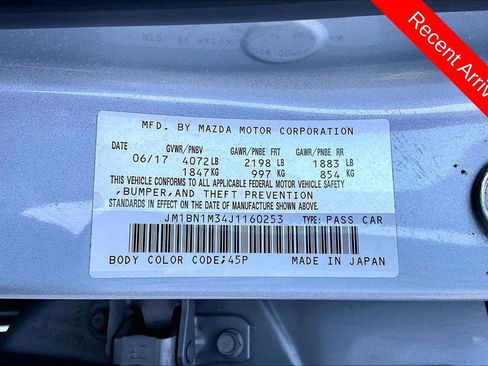 Recent Arriv
MFD. BY MAZDA MOTOR CORPORATION
DATE GVWR/PNBV GAWR/PNBE FRT GAWR/PNBE RR
06/17 4072LB 2198 LB 1883 LB
1847KG 997 KG 854 KG
THIS VEHICLE CONFORMS TO ALL APPLICABLE FEDERAL MOTOR VEHICLE SAFETY
,BUMPER,AND THEFT PREVENTION
STANDARDS IN EFFECT ON THE DATE OF MANUFACTURE SHOWN ABOVE.
JM1BN1M34J1160253 TYPE: PASS CAR
BODY COLOR CODE;45P MADE IN JAPAN